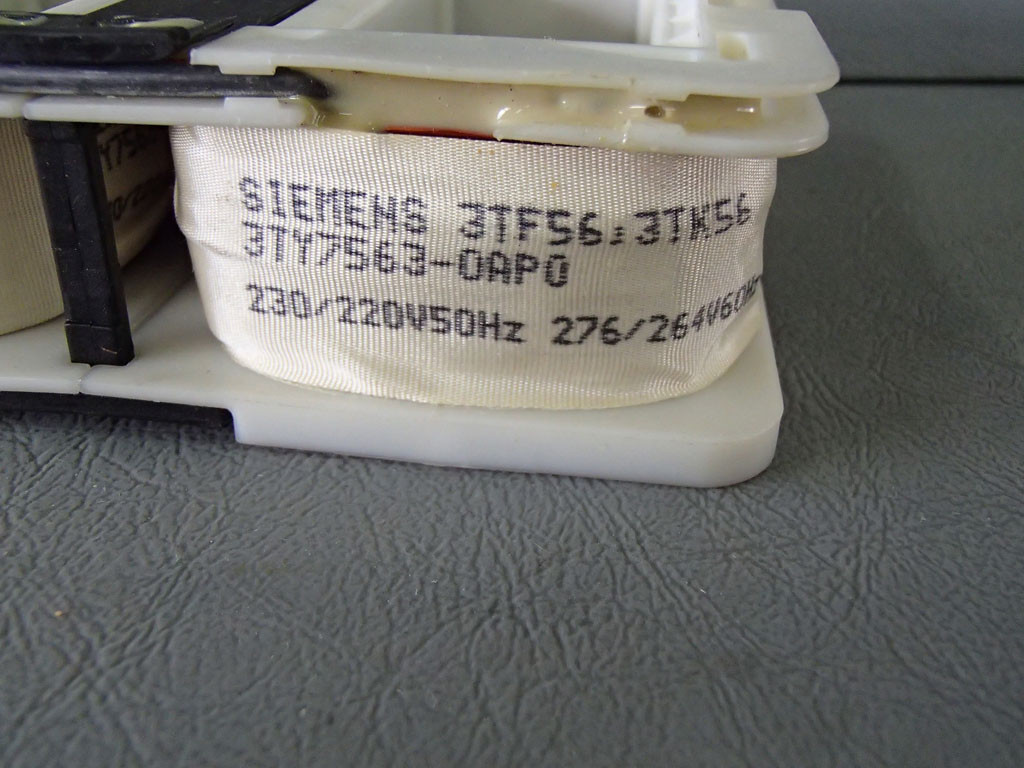 SIEMENS 3TF56, 3TK56
3TY7563-0AP0
230/220V50Hz 276/264V60Hz